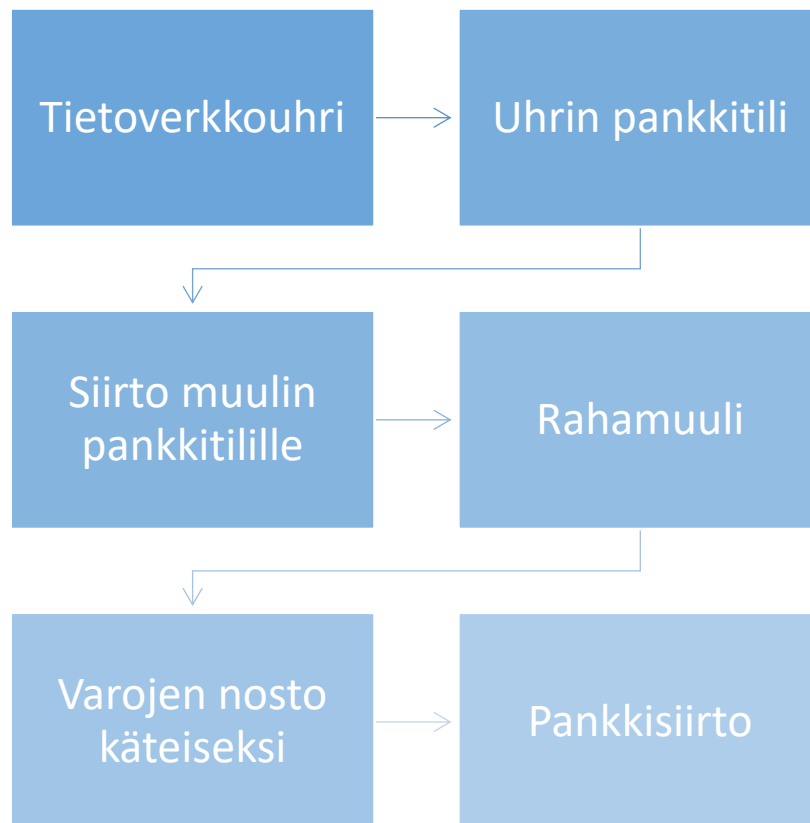 Tietoverkkouhri
Uhrin pankkitili
Siirto muulin
pankkitilille
Rahamuuli
Varojen nosto
käteiseksi
Pankkisiirto